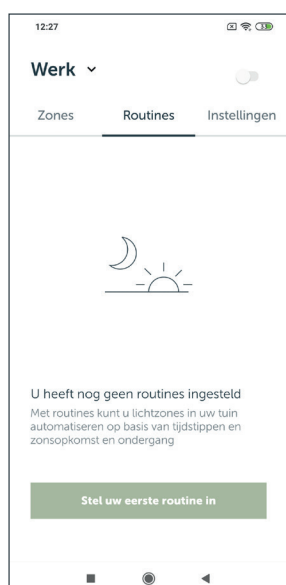 12:27
Werk
Zones Routines Instellingen
U heeft nog geen routines ingesteld
Met routines kunt u lichtzones in uw tuin
automatiseren op basis van tijdstippen en
zonsopkomst en ondergang
Stel uw eerste routine in